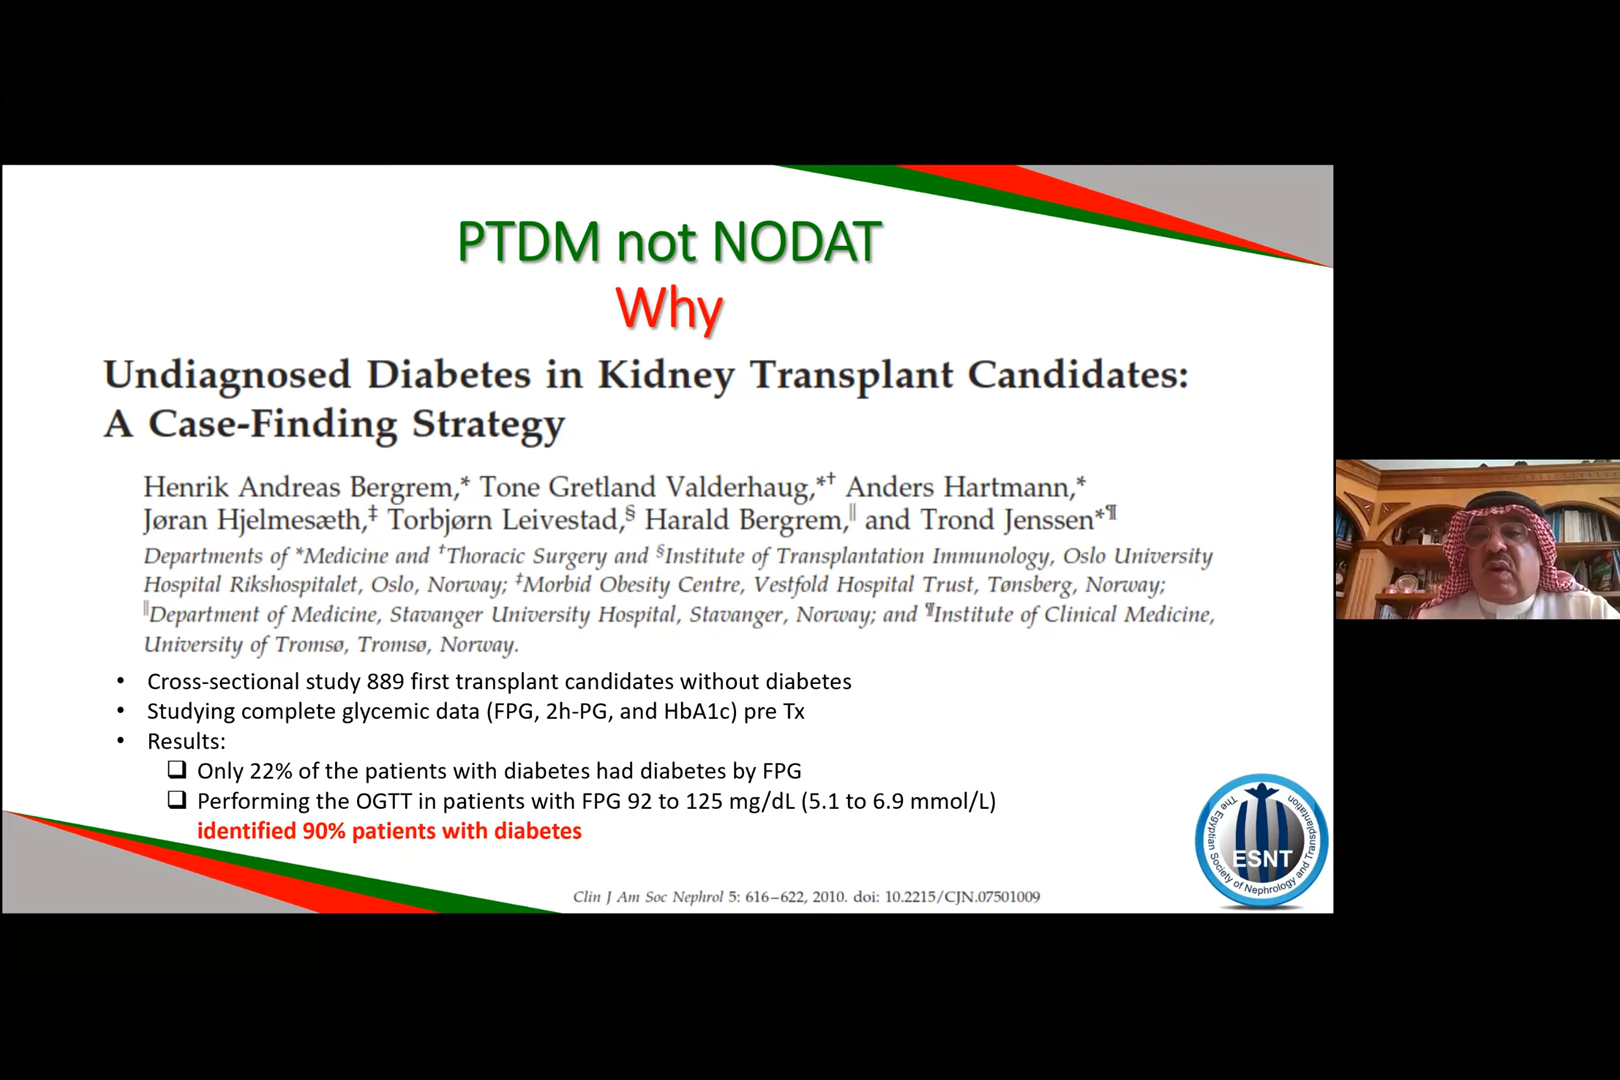 PTDM not NODAT
Why
Undiagnosed Diabetes in Kidney Transplant Candidates:
A Case-Finding Strategy
Henrik Andreas Bergrem,* Tone Gretland Valderhaug,*† Anders Hartmann,*
Jøran Hjelmesæth,‡ Torbjørn Leivestad,§ Harald Bergrem,‖ and Trond Jenssen*¶
Departments of *Medicine and †Thoracic Surgery and §Institute of Transplantation Immunology, Oslo University
Hospital Rikshospitalet, Oslo, Norway; ‡Morbid Obesity Centre, Vestfold Hospital Trust, Tønsberg, Norway;
‖Department of Medicine, Stavanger University Hospital, Stavanger, Norway; and ¶Institute of Clinical Medicine,
University of Tromsø, Tromsø, Norway.
• Cross-sectional study 889 first transplant candidates without diabetes
• Studying complete glycemic data (FPG, 2h-PG, and HbA1c) pre Tx
• Results:
❑ Only 22% of the patients with diabetes had diabetes by FPG
❑ Performing the OGTT in patients with FPG 92 to 125 mg/dL (5.1 to 6.9 mmol/L)
identified 90% patients with diabetes
The Egyptian Society of Nephrology and Transplantation
ESNT
Clin J Am Soc Nephrol 5: 616–622, 2010. doi: 10.2215/CJN.07501009